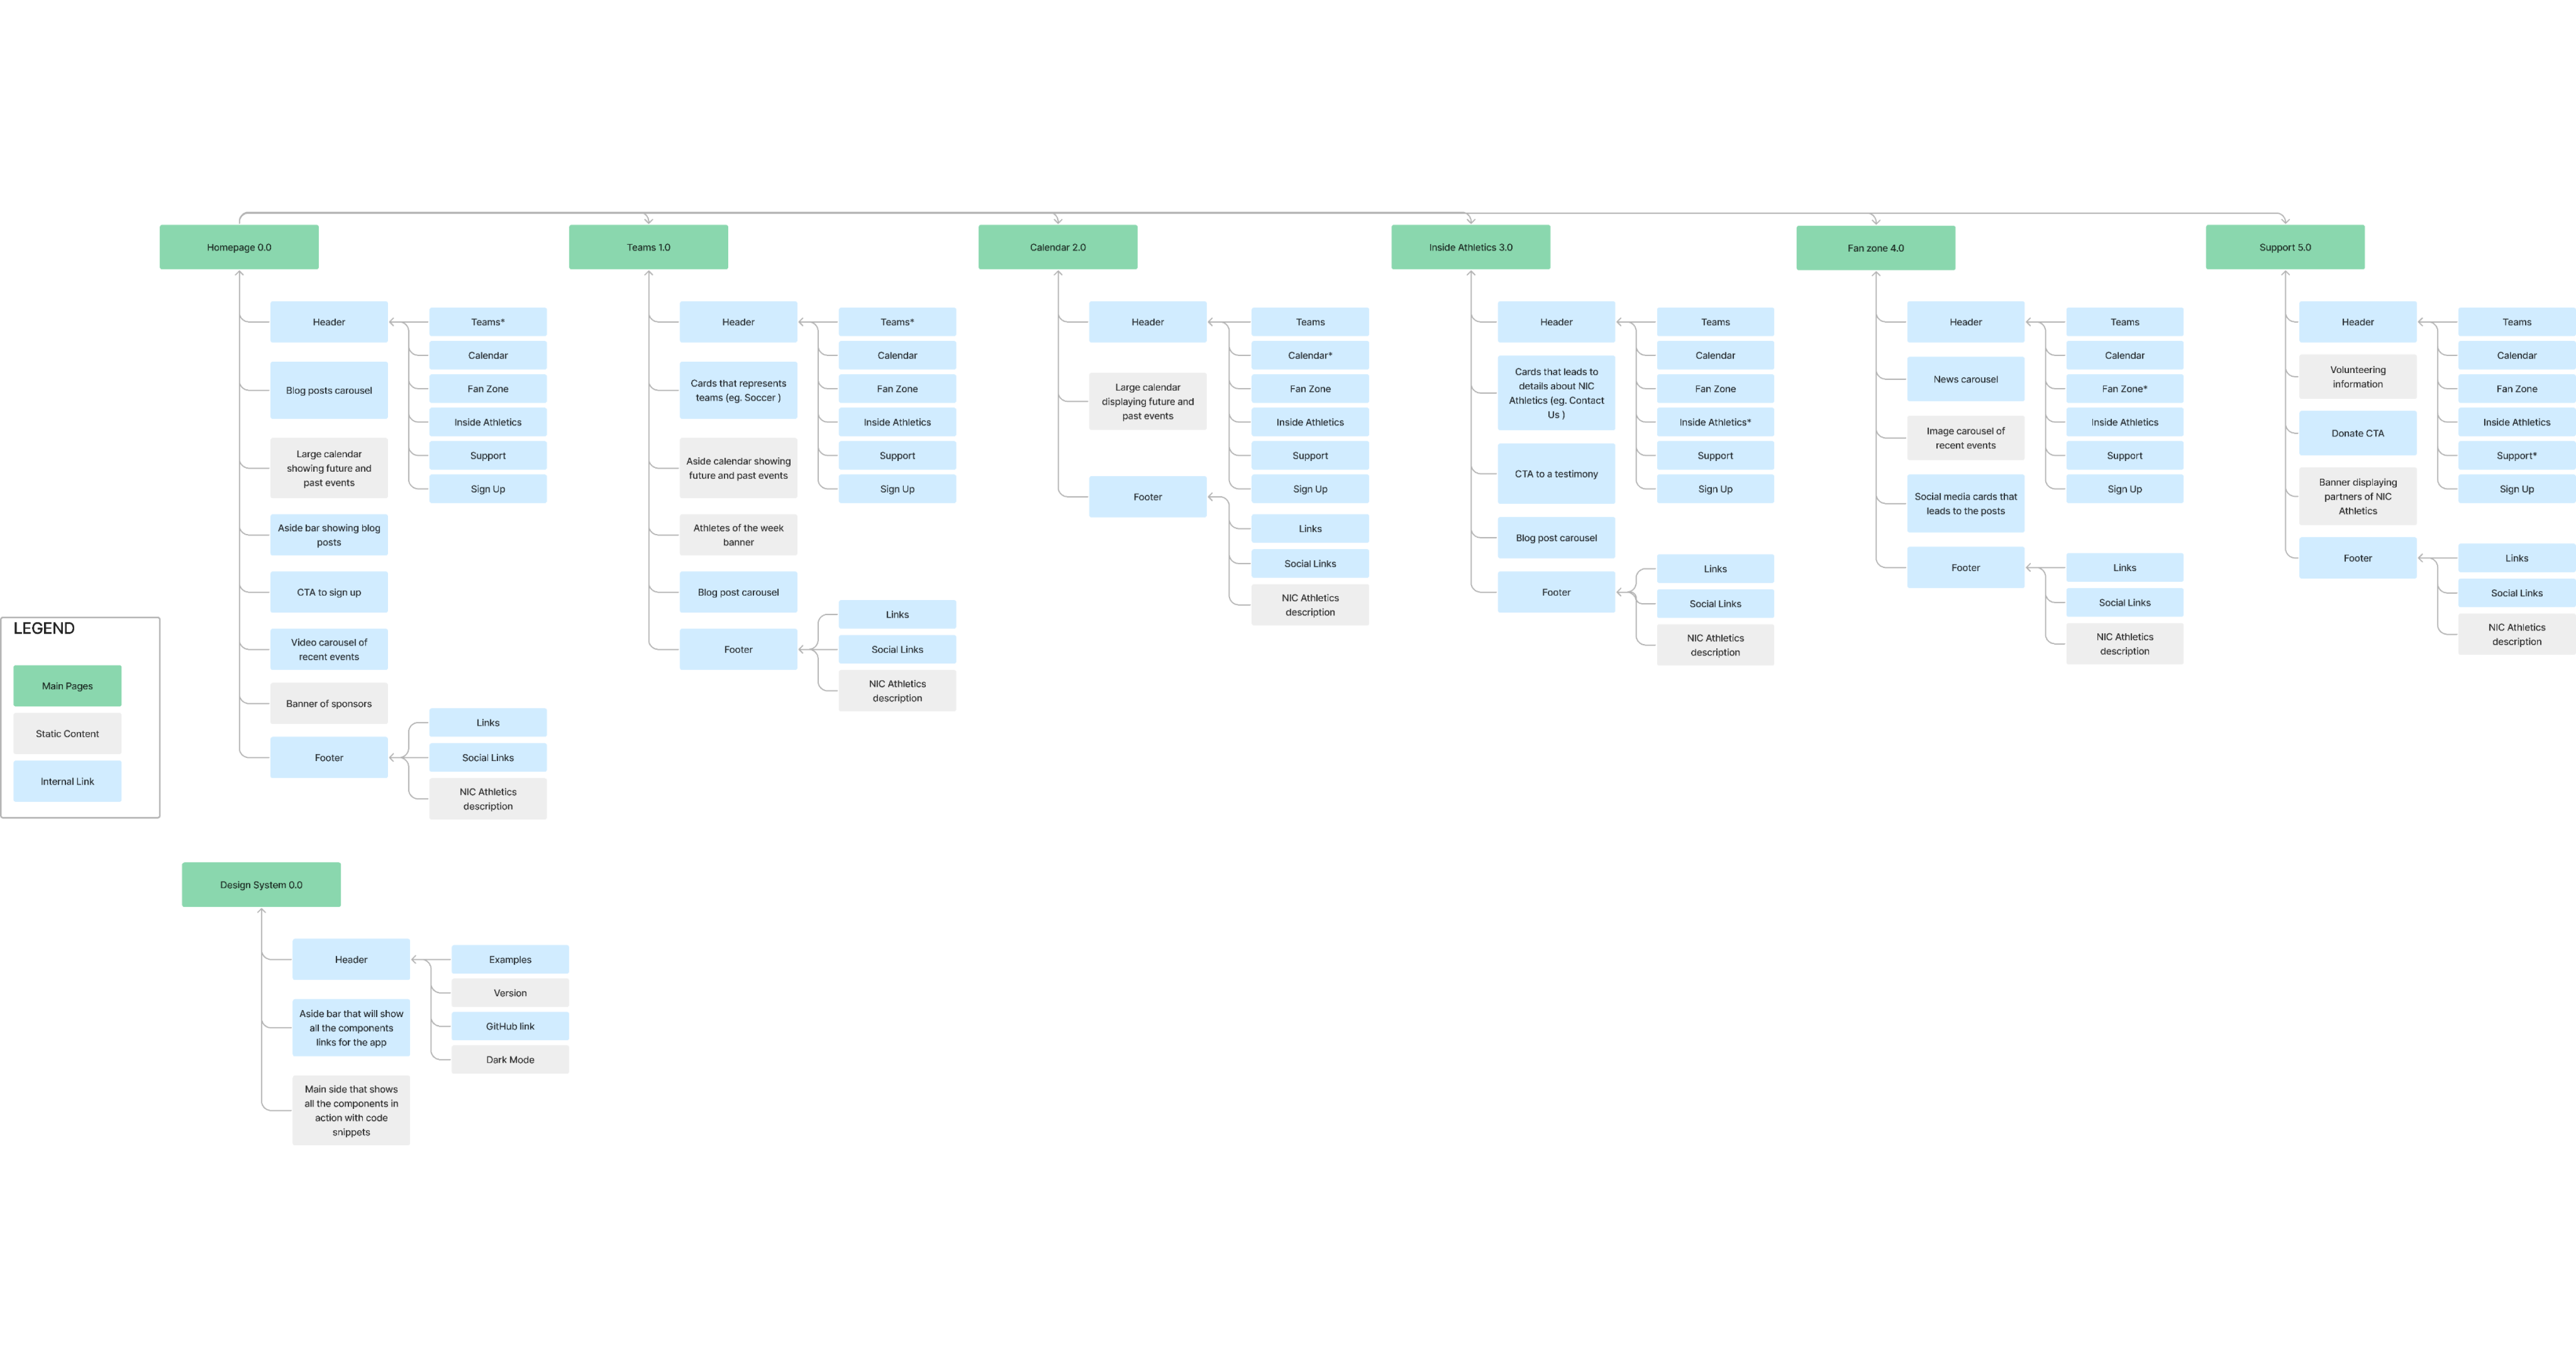 Homepage 0.0
Header
Teams*
Calendar
Fan Zone
Inside Athletics
Support
Sign Up
Blog posts carousel
Large calendar
showing future and
past events
Aside bar showing blog
posts
CTA to sign up
Video carousel of
recent events
Banner of sponsors
Footer
Links
Social Links
NIC Athletics
description
Teams 1.0
Header
Teams*
Calendar
Fan Zone
Inside Athletics
Support
Sign Up
Cards that represents
teams (eg. Soccer )
Aside calendar showing
future and past events
Athletes of the week
banner
Blog post carousel
Footer
Links
Social Links
NIC Athletics
description
Calendar 2.0
Header
Teams
Calendar*
Fan Zone
Inside Athletics
Support
Sign Up
Large calendar
displaying future and
past events
Footer
Links
Social Links
NIC Athletics
description
Inside Athletics 3.0
Header
Teams
Calendar
Fan Zone
Inside Athletics*
Support
Sign Up
Cards that leads to
details about NIC
Athletics (eg. Contact
Us )
CTA to a testimony
Blog post carousel
Footer
Links
Social Links
NIC Athletics
description
Fan zone 4.0
Header
Teams
Calendar
Fan Zone*
Inside Athletics
Support
Sign Up
News carousel
Image carousel of
recent events
Social media cards that
leads to the posts
Footer
Links
Social Links
NIC Athletics
description
Support 5.0
Header
Teams
Calendar
Fan Zone
Inside Athletics
Support*
Sign Up
Volunteering
information
Donate CTA
Banner displaying
partners of NIC
Athletics
Footer
Links
Social Links
NIC Athletics
description
LEGEND
Main Pages
Static Content
Internal Link
Design System 0.0
Header
Examples
Version
GitHub link
Dark Mode
Aside bar that will show
all the components
links for the app
Main side that shows
all the components in
action with code
snippets